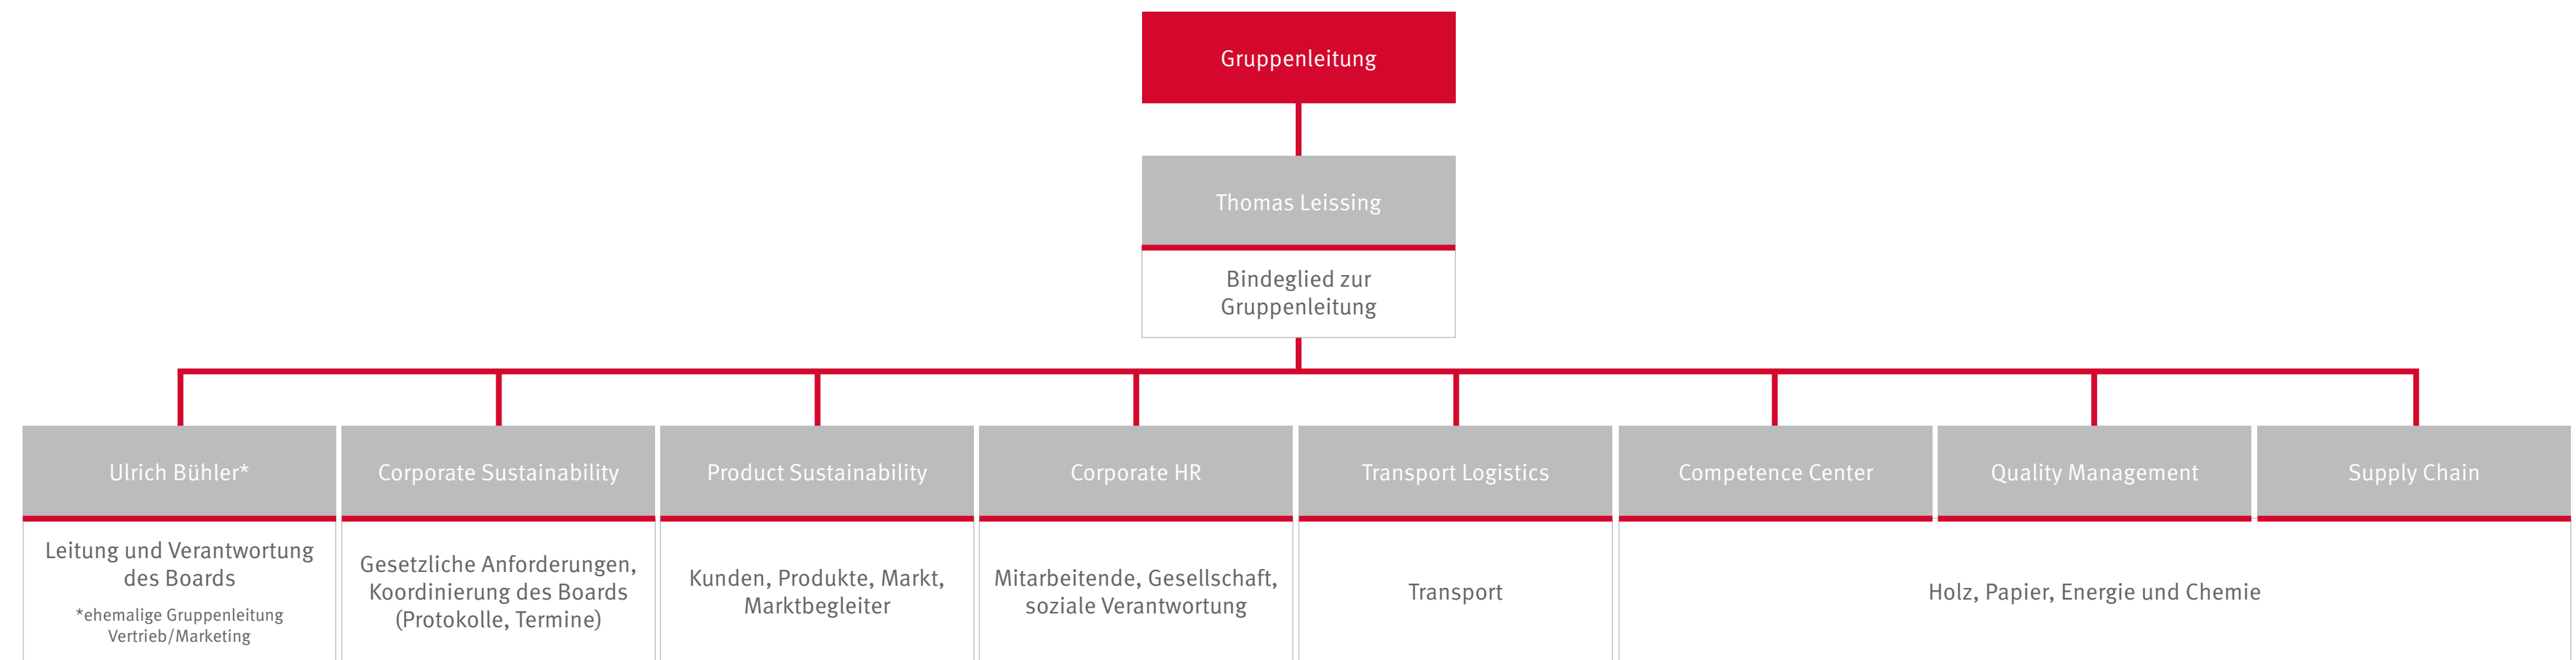 Gruppenleitung
Thomas Leissing
Bindeglied zur
Gruppenleitung
Ulrich Bühler*
Leitung und Verantwortung
des Boards
*ehemalige Gruppenleitung
Vertrieb/Marketing
Corporate Sustainability
Gesetzliche Anforderungen,
Koordinierung des Boards
(Protokolle, Termine)
Product Sustainability
Kunden, Produkte, Markt,
Marktbegleiter
Corporate HR
Mitarbeitende, Gesellschaft,
soziale Verantwortung
Transport Logistics
Transport
Competence Center
Quality Management
Supply Chain
Holz, Papier, Energie und Chemie